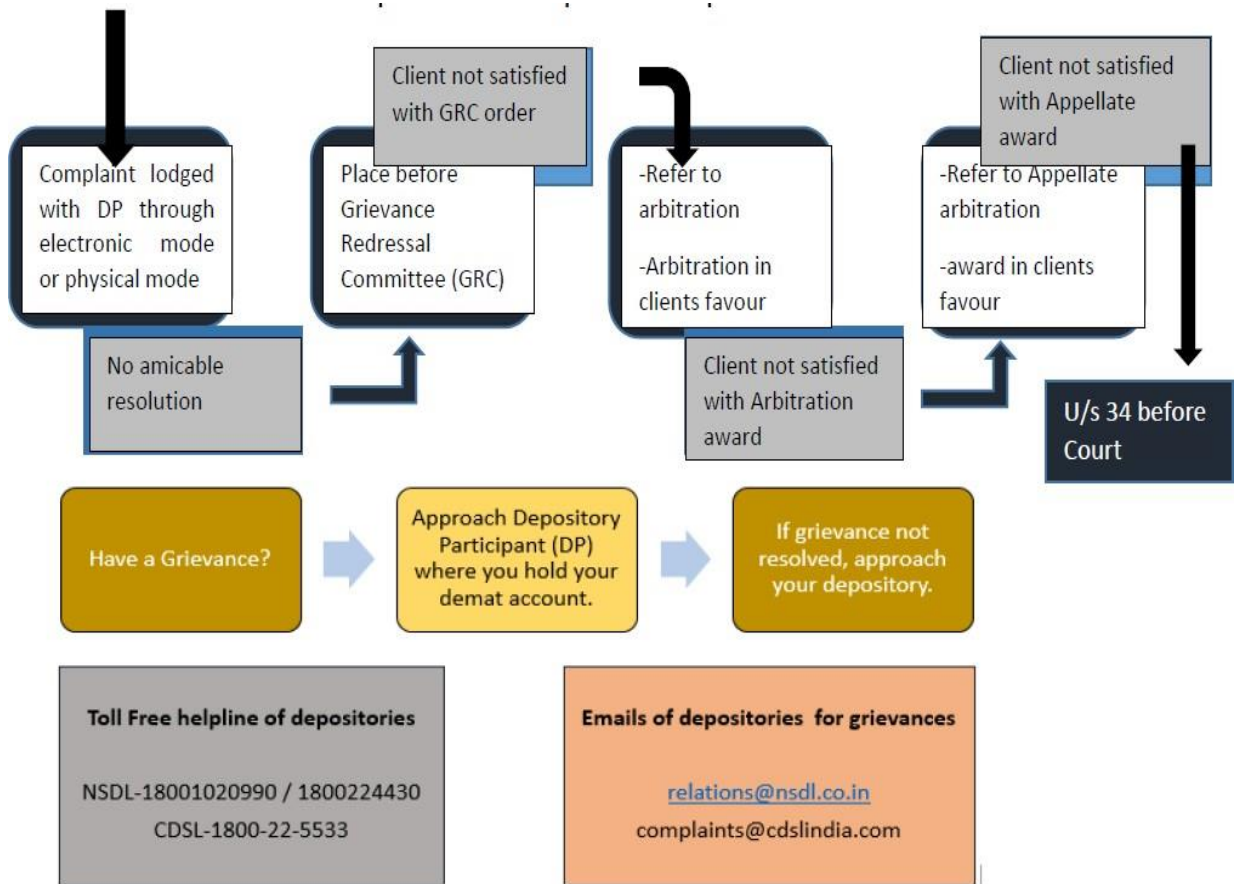 Complaint lodged
with DP through
electronic mode
or physical mode
No amicable
resolution
Place before
Grievance
Redressal
Committee (GRC)
Client not satisfied
with GRC order
-Refer to
arbitration
-Arbitration in
clients favour
Client not satisfied
with Arbitration
award
-Refer to Appellate
arbitration
-award in clients
favour
Client not satisfied
with Appellate
award
U/s 34 before
Court
Have a Grievance?
Approach Depository
Participant (DP)
where you hold your
demat account.
If grievance not
resolved, approach
your depository.
Toll Free helpline of depositories
NSDL-18001020990 / 1800224430
CDSL-1800-22-5533
Emails of depositories for grievances
relations@nsdl.co.in
complaints@cdslindia.com